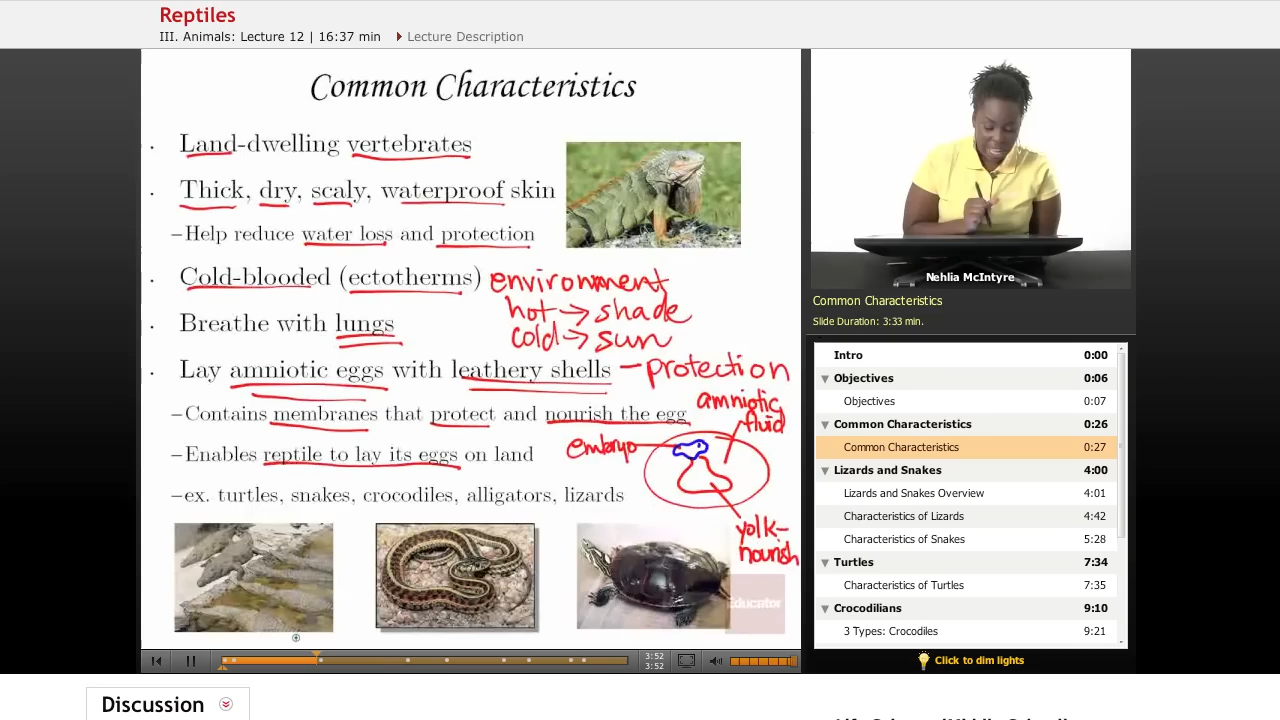 Reptiles
III. Animals: Lecture 12 | 16:37 min
Lecture Description
Common Characteristics
· Land-dwelling vertebrates
· Thick, dry, scaly, waterproof skin
–Help reduce water loss and protection
· Cold-blooded (ectotherms) environment
hot → shade
cold → sun
· Breathe with lungs
· Lay amniotic eggs with leathery shells – protection
amniotic
fluid
–Contains membranes that protect and nourish the egg
embryo
–Enables reptile to lay its eggs on land
–ex. turtles, snakes, crocodiles, alligators, lizards
yolk-
nourish
Educator
3:52
3:52
Nehlia McIntyre
Common Characteristics
Slide Duration: 3:33 min.
Intro 0:00
Objectives 0:06
Objectives 0:07
Common Characteristics 0:26
Common Characteristics 0:27
Lizards and Snakes 4:00
Lizards and Snakes Overview 4:01
Characteristics of Lizards 4:42
Characteristics of Snakes 5:28
Turtles 7:34
Characteristics of Turtles 7:35
Crocodilians 9:10
3 Types: Crocodiles 9:21
Click to dim lights
Discussion